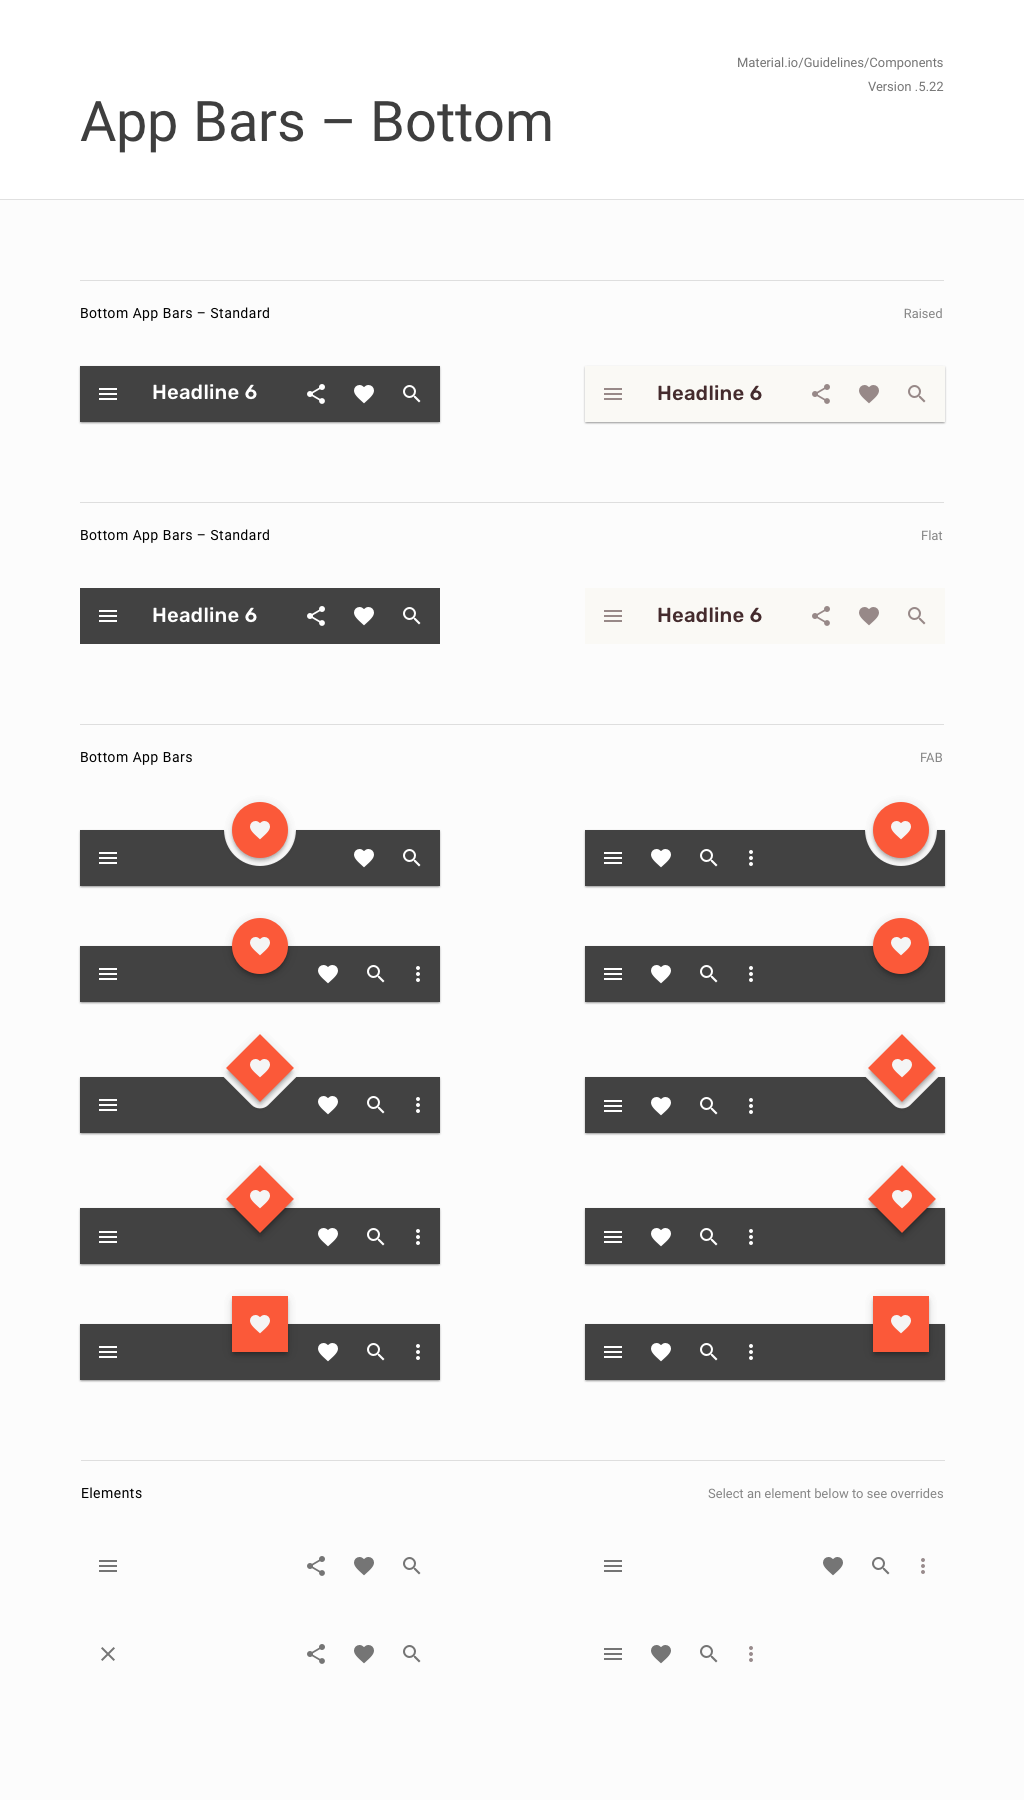 Material.io/Guidelines/Components
Version .5.22
App Bars – Bottom
Bottom App Bars – Standard
Raised
Headline 6
Headline 6
Bottom App Bars – Standard
Flat
Headline 6
Headline 6
Bottom App Bars
FAB
Elements
Select an element below to see overrides